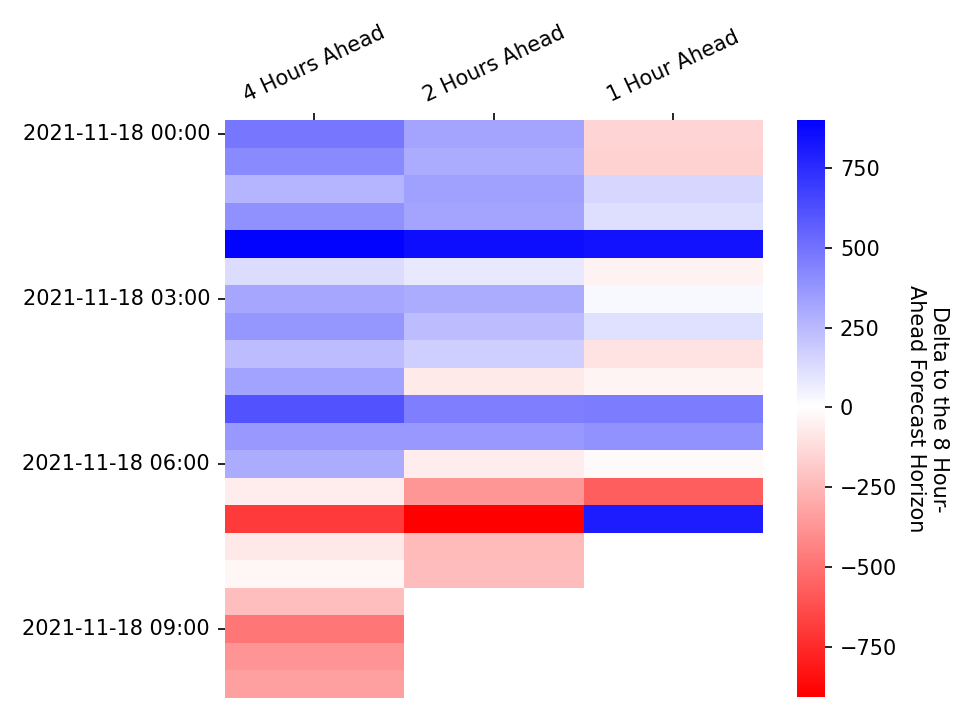 4 Hours Ahead
2 Hours Ahead
1 Hour Ahead
2021-11-18 00:00
2021-11-18 03:00
2021-11-18 06:00
2021-11-18 09:00
750
500
250
0
−250
−500
−750
Delta to the 8 Hour-
Ahead Forecast Horizon